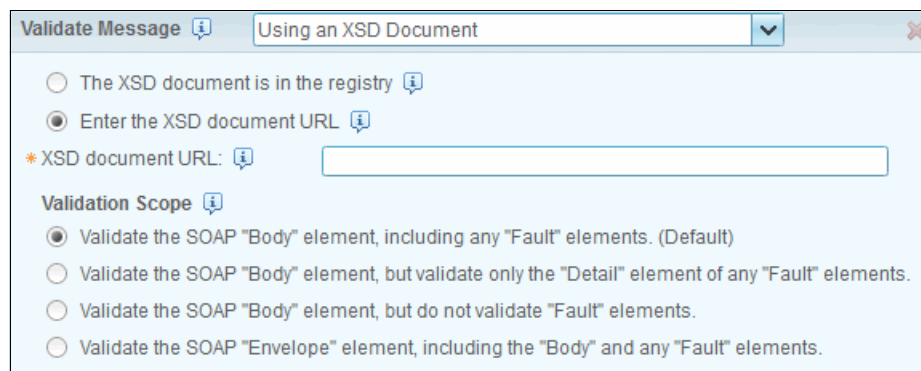 Validate Message Using an XSD Document
The XSD document is in the registry
Enter the XSD document URL
* XSD document URL:
Validation Scope
Validate the SOAP "Body" element, including any "Fault" elements. (Default)
Validate the SOAP "Body" element, but validate only the "Detail" element of any "Fault" elements.
Validate the SOAP "Body" element, but do not validate "Fault" elements.
Validate the SOAP "Envelope" element, including the "Body" and any "Fault" elements.